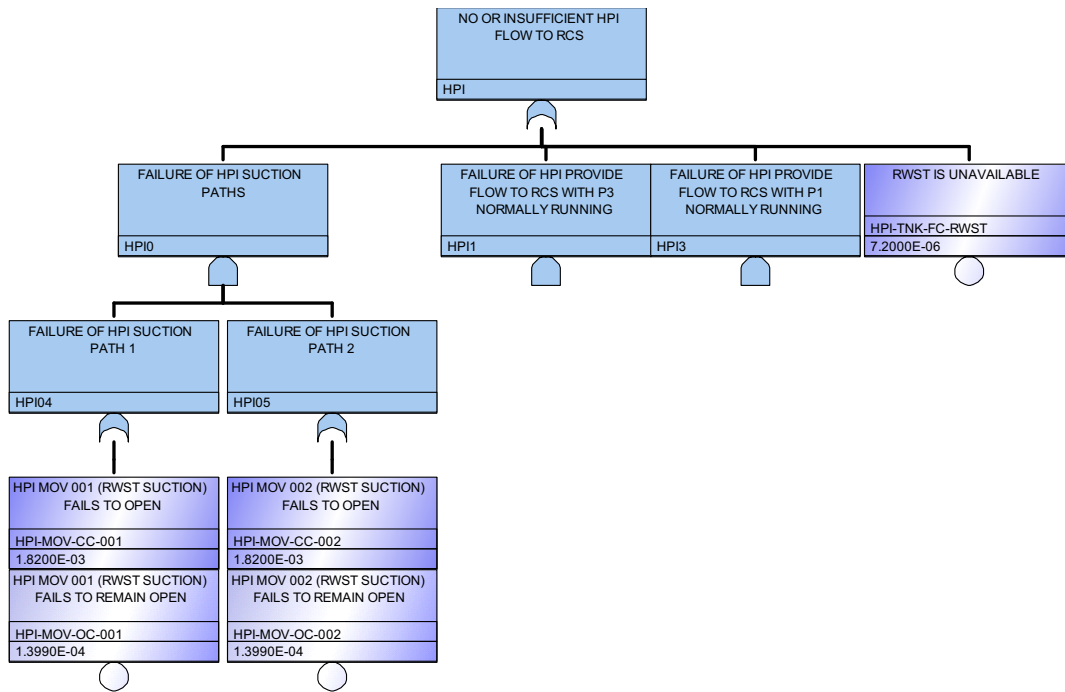 NO OR INSUFFICIENT HPI
FLOW TO RCS
HPI
FAILURE OF HPI SUCTION
PATHS
HPI0
FAILURE OF HPI PROVIDE
FLOW TO RCS WITH P3
NORMALLY RUNNING
HPI1
FAILURE OF HPI PROVIDE
FLOW TO RCS WITH P1
NORMALLY RUNNING
HPI3
RWST IS UNAVAILABLE
HPI-TNK-FC-RWST
7.2000E-06
FAILURE OF HPI SUCTION
PATH 1
HPI04
FAILURE OF HPI SUCTION
PATH 2
HPI05
HPI MOV 001 (RWST SUCTION)
FAILS TO OPEN
HPI-MOV-CC-001
1.8200E-03
HPI MOV 001 (RWST SUCTION)
FAILS TO REMAIN OPEN
HPI-MOV-OC-001
1.3990E-04
HPI MOV 002 (RWST SUCTION)
FAILS TO OPEN
HPI-MOV-CC-002
1.8200E-03
HPI MOV 002 (RWST SUCTION)
FAILS TO REMAIN OPEN
HPI-MOV-OC-002
1.3990E-04